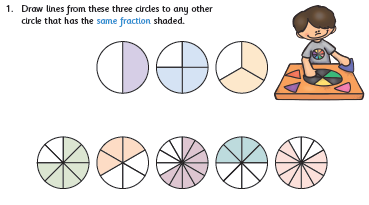 1. Draw lines from these three circles to any other
circle that has the same fraction shaded.